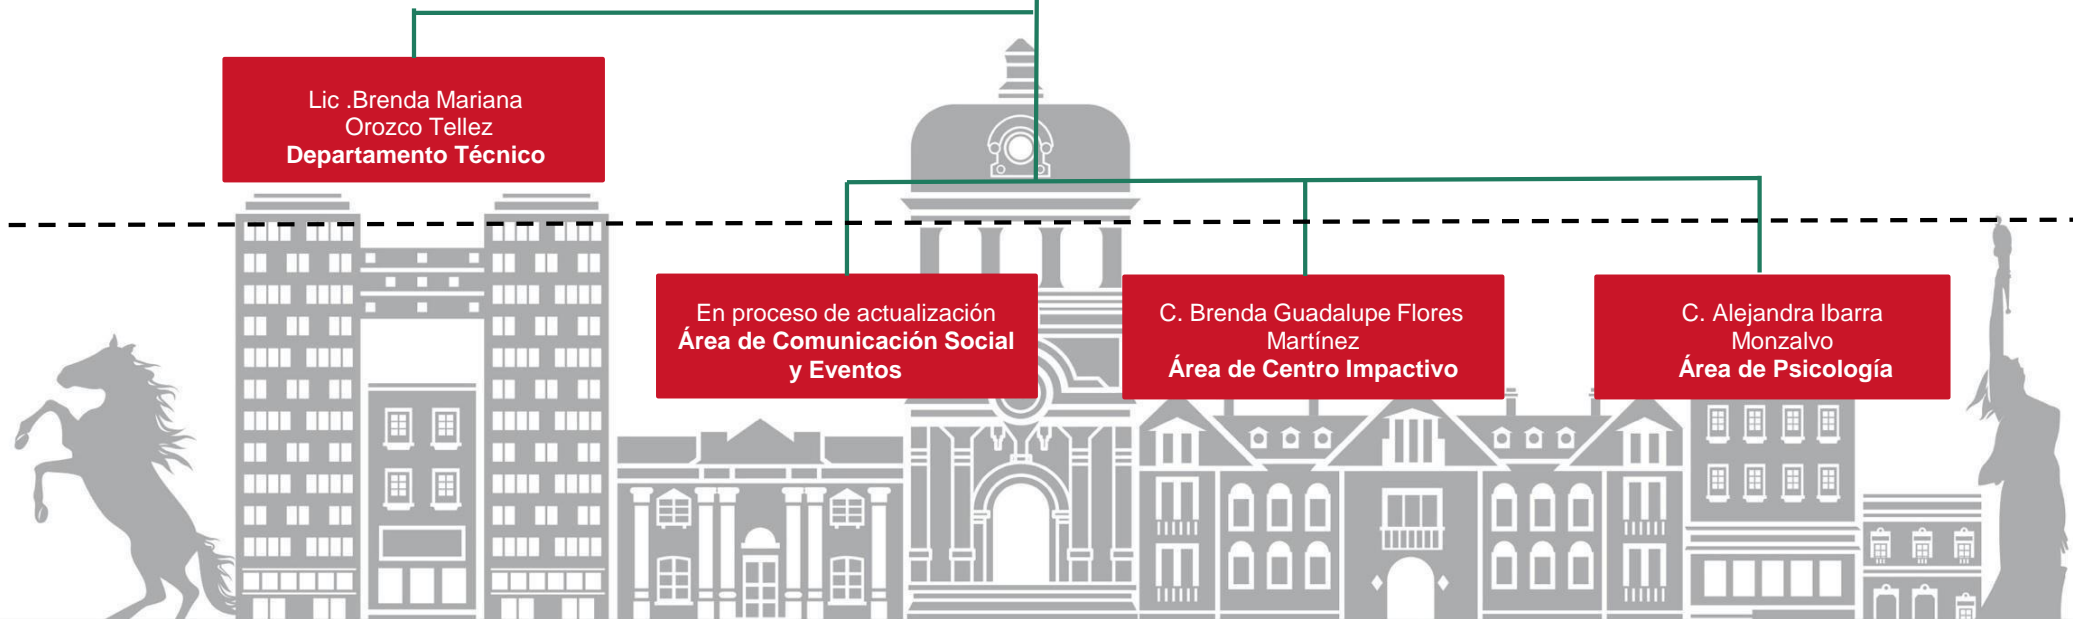 Lic .Brenda Mariana
Orozco Tellez
Departamento Técnico
En proceso de actualización
Área de Comunicación Social
y Eventos
C. Brenda Guadalupe Flores
Martínez
Área de Centro Impactivo
C. Alejandra Ibarra
Monzalvo
Área de Psicología